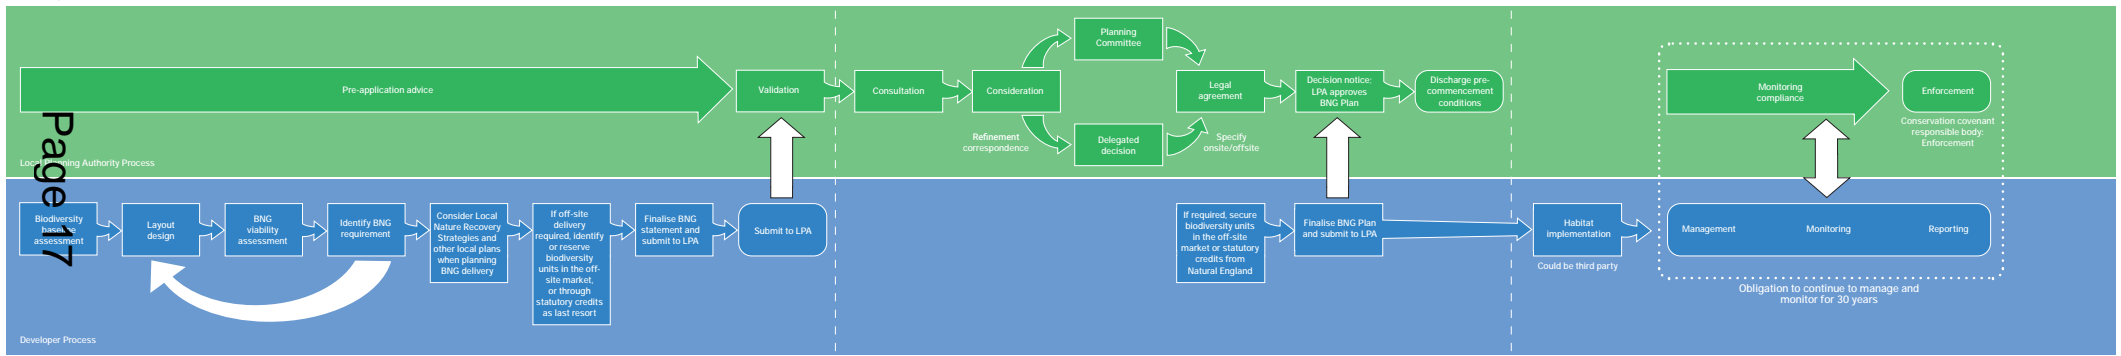 Page 17
Pre-application advice
Validation
Consultation
Consideration
Refinement
correspondence
Planning
Committee
Delegated
decision
Legal
agreement
Specify
onsite/offsite
Decision notice:
LPA approves
BNG Plan
Discharge pre-
commencement
conditions
Monitoring
compliance
Enforcement
Conservation covenant
responsible body:
Enforcement
Local Planning Authority Process
Biodiversity
baseline
assessment
Layout
design
BNG
viability
assessment
Identify BNG
requirement
Consider Local
Nature Recovery
Strategies and
other local plans
when planning
BNG delivery
If off-site
delivery
required, identify
or reserve
biodiversity
units in the off-
site market,
or through
statutory credits
as last resort
Finalise BNG
statement and
submit to LPA
Submit to LPA
If required, secure
biodiversity units
in the off-site
market or statutory
credits from
Natural England
Finalise BNG Plan
and submit to LPA
Habitat
implementation
Could be third party
Management
Monitoring
Reporting
Obligation to continue to manage and
monitor for 30 years
Developer Process